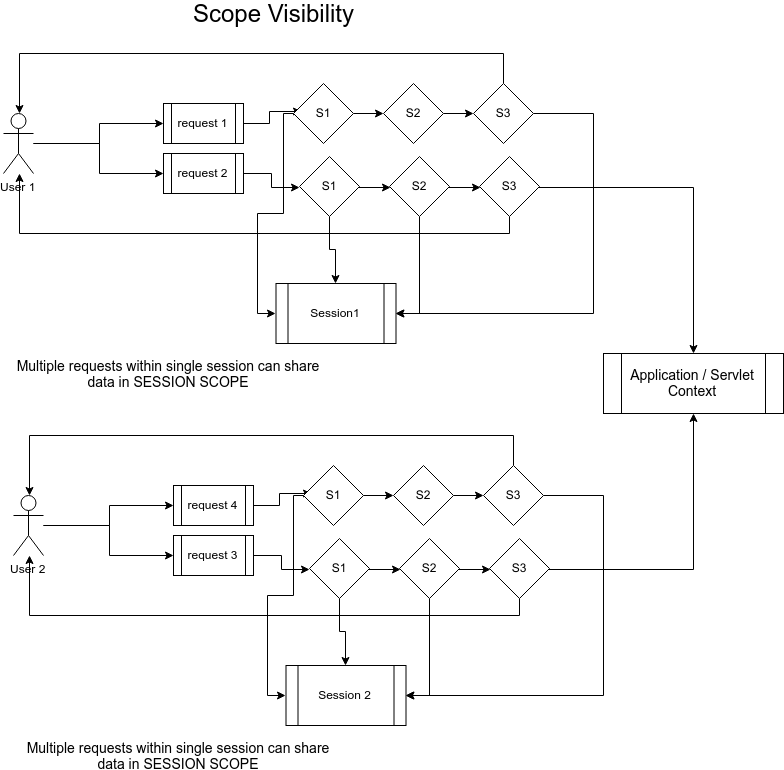 Scope Visibility
request 1
S1
S2
S3
User 1
request 2
S1
S2
S3
Session1
Multiple requests within single session can share
data in SESSION SCOPE
Application / Servlet
Context
request 4
S1
S2
S3
User 2
request 3
S1
S2
S3
Session 2
Multiple requests within single session can share
data in SESSION SCOPE